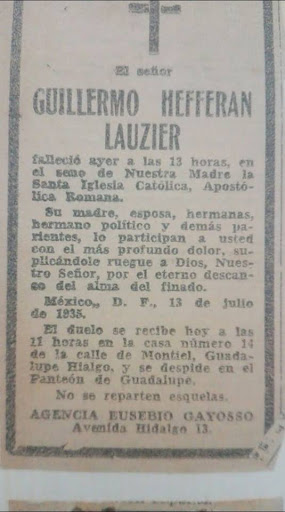 El señor
GUILLERMO HEFFERAN
LAUZIER
falleció ayer a las 13 horas, en
el seno de Nuestra Madre la
Santa Iglesia Católica, Apostó-
lica Romana.
Su madre, esposa, hermanas,
hermano político y demás pa-
rientes, lo participan a usted
con el más profundo dolor, su-
plicándole ruegue a Dios, Nues-
tro Señor, por el eterno descan-
so del alma del finado.
México, D. F., 13 de julio
de 1935.
El duelo se recibe hoy a las
11 horas en la casa número 14
de la calle de Montiel, Guada-
lupe Hialgo, y se despide en el
Panteón de Guadalupe.
No se reparten esquelas.
AGENCIA EUSEBIO GAYOSSO
Avenida Hidalgo 13.